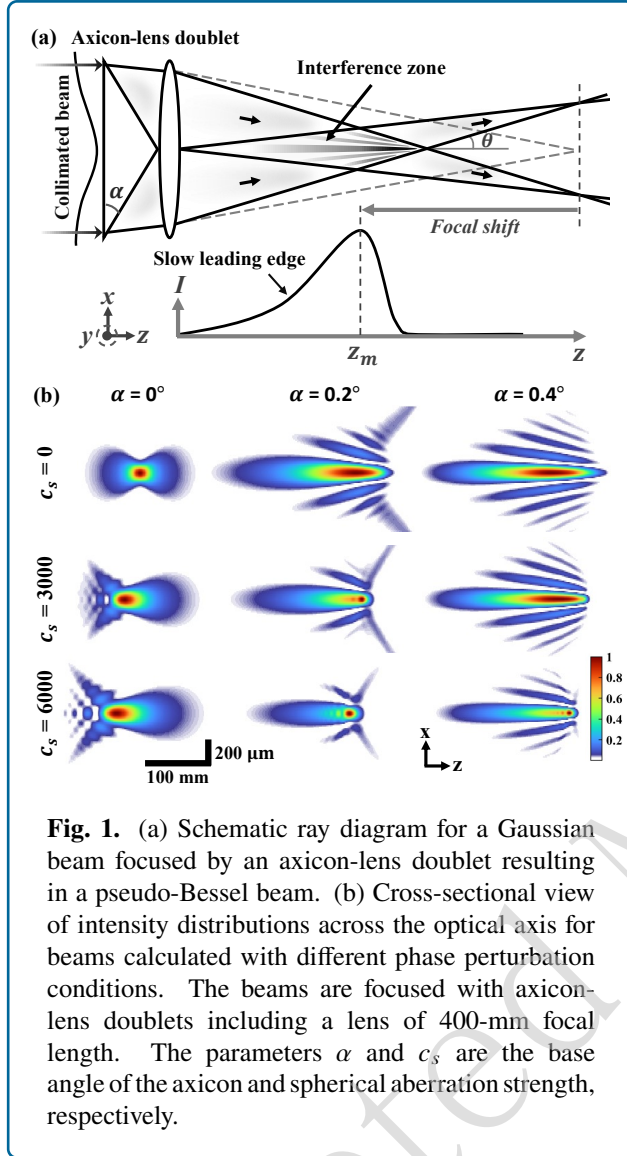 (a) Axicon-lens doublet
Collimated beam
Interference zone
α
θ
Focal shift
Slow leading edge
I
x
y z
z_m
z
(b) α = 0° α = 0.2° α = 0.4°
c_s = 0
c_s = 3000
c_s = 6000
1
0.8
0.6
0.4
0.2
200 μm
100 mm
x
z
Fig. 1. (a) Schematic ray diagram for a Gaussian
beam focused by an axicon-lens doublet resulting
in a pseudo-Bessel beam. (b) Cross-sectional view
of intensity distributions across the optical axis for
beams calculated with different phase perturbation
conditions. The beams are focused with axicon-
lens doublets including a lens of 400-mm focal
length. The parameters α and c_s are the base
angle of the axicon and spherical aberration strength,
respectively.